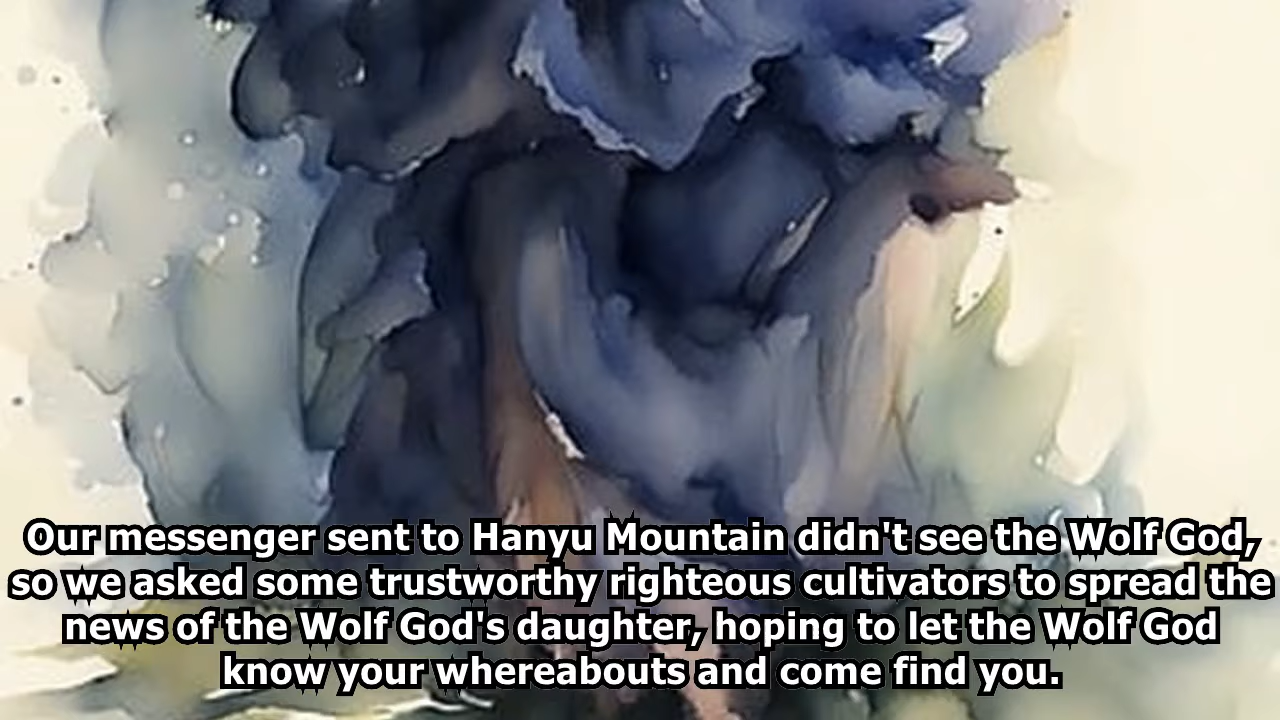 Our messenger sent to Hanyu Mountain didn't see the Wolf God,
so we asked some trustworthy righteous cultivators to spread the
news of the Wolf God's daughter, hoping to let the Wolf God
know your whereabouts and come find you.